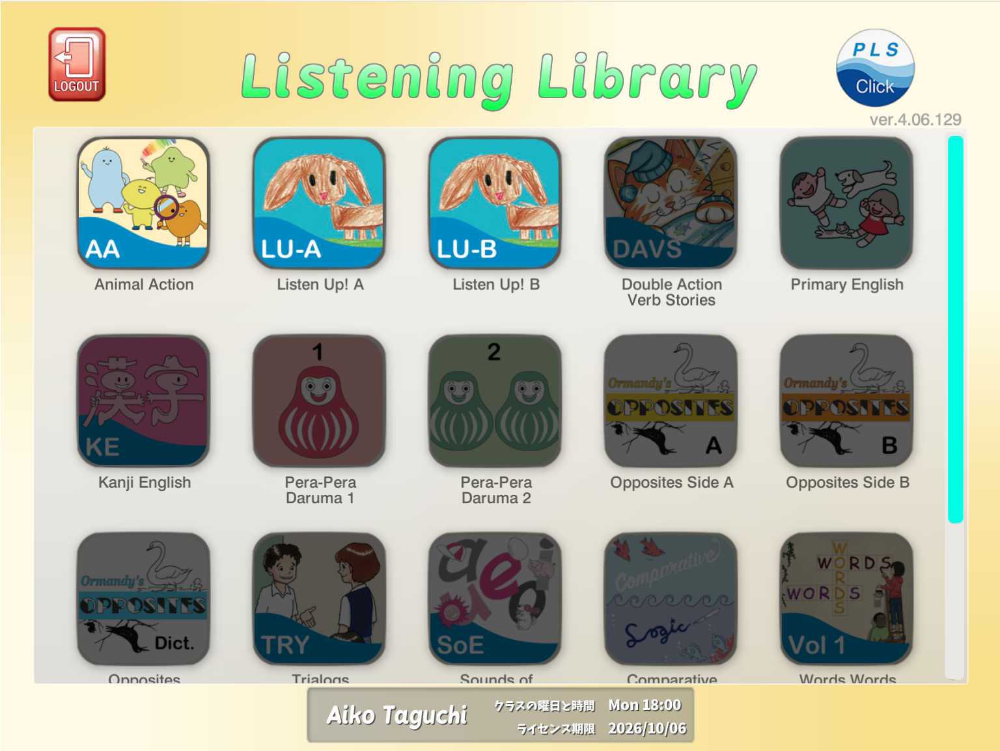 LOGOUT
Listening Library
PLS
Click
ver.4.06.129
AA
LU-A
LU-B
DAVS
Animal Action
Listen Up! A
Listen Up! B
Double Action
Verb Stories
Primary English
漢字
KE
1
2
Ormandy's
OPPOSITES
A
Ormandy's
OPPOSITES
B
Kanji English
Pera-Pera
Daruma 1
Pera-Pera
Daruma 2
Opposites Side A
Opposites Side B
Ormandy's
OPPOSITES
Dict.
TRY
a e i o u
SoE
Comparative
Logic
WORDS
WORDS
WORDS
Vol 1
Opposites
Trialogs
Sounds of
Comparative
Words Words
Aiko Taguchi
クラスの曜日と時間 Mon 18:00
ライセンス期限 2026/10/06